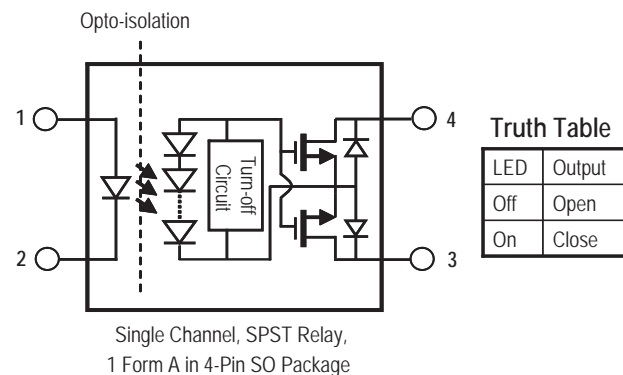 Opto-isolation
1
4
Turn-off
Circuit
2
3
Truth Table
LED Output
Off Open
On Close
Single Channel, SPST Relay,
1 Form A in 4-Pin SO Package